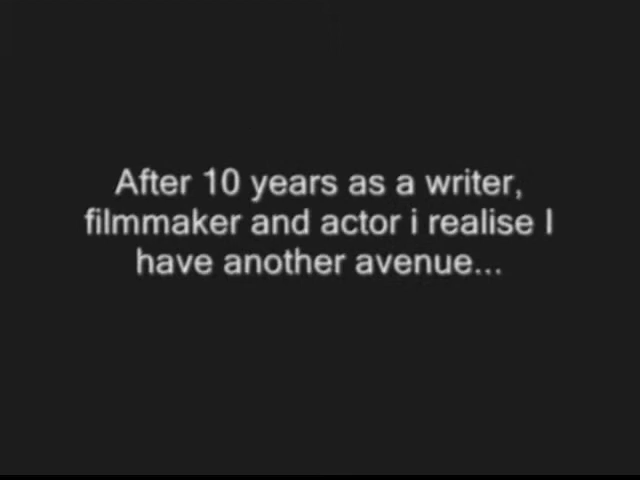 After 10 years as a writer,
filmmaker and actor i realise I
have another avenue...